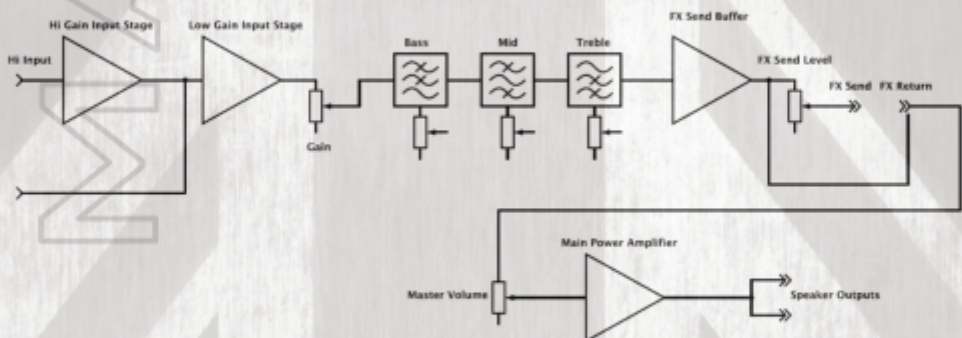 Hi Gain Input Stage
Low Gain Input Stage
FX Send Buffer
Hi Input
Bass
Mid
Treble
FX Send Level
FX Send
FX Return
Gain
Main Power Amplifier
Master Volume
Speaker Outputs